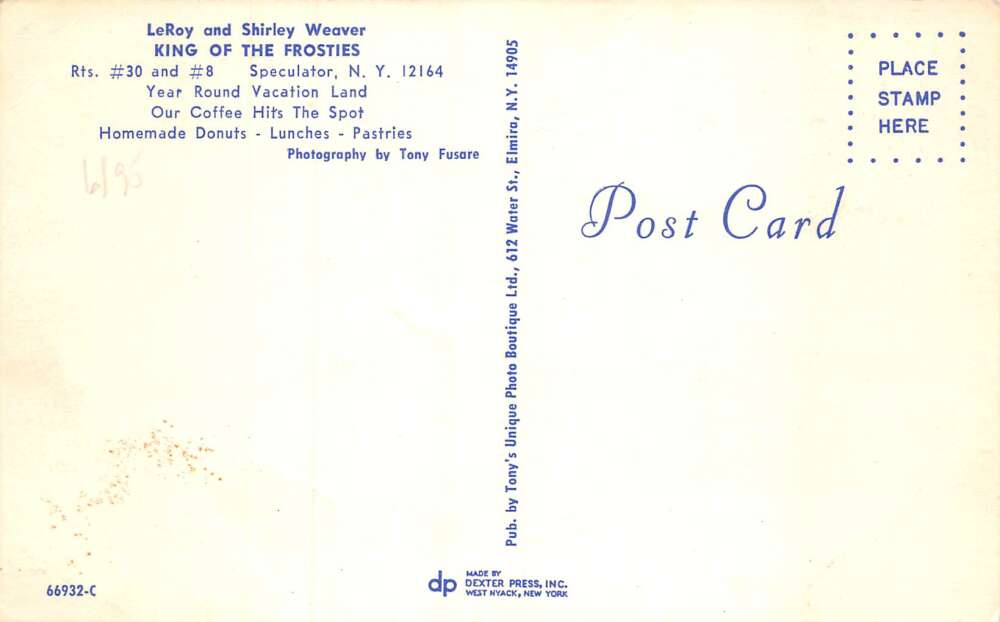 LeRoy and Shirley Weaver
KING OF THE FROSTIES
Rts. #30 and #8 Speculator, N. Y. 12164
Year Round Vacation Land
Our Coffee Hits The Spot
Homemade Donuts - Lunches - Pastries
Photography by Tony Fusare
66932-C
Pub. by Tony's Unique Photo Boutique Ltd., 612 Water St., Elmira, N.Y. 14905
dp
MADE BY
DEXTER PRESS, INC.
WEST NYACK, NEW YORK
PLACE
STAMP
HERE
Post Card